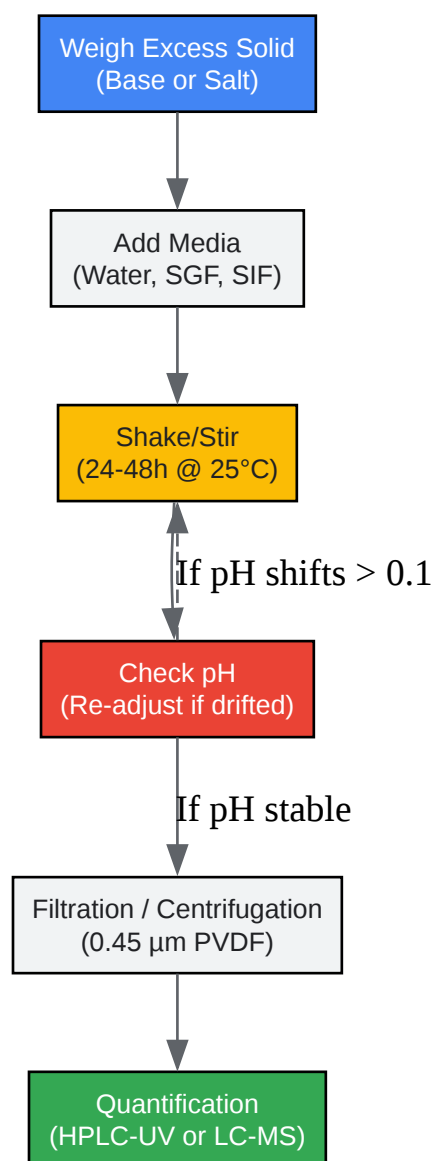 Weigh Excess Solid
(Base or Salt)
Add Media
(Water, SGF, SIF)
Shake/Stir
(24-48h @ 25°C)
If pH shifts > 0.1
Check pH
(Re-adjust if drifted)
If pH stable
Filtration / Centrifugation
(0.45 µm PVDF)
Quantification
(HPLC-UV or LC-MS)